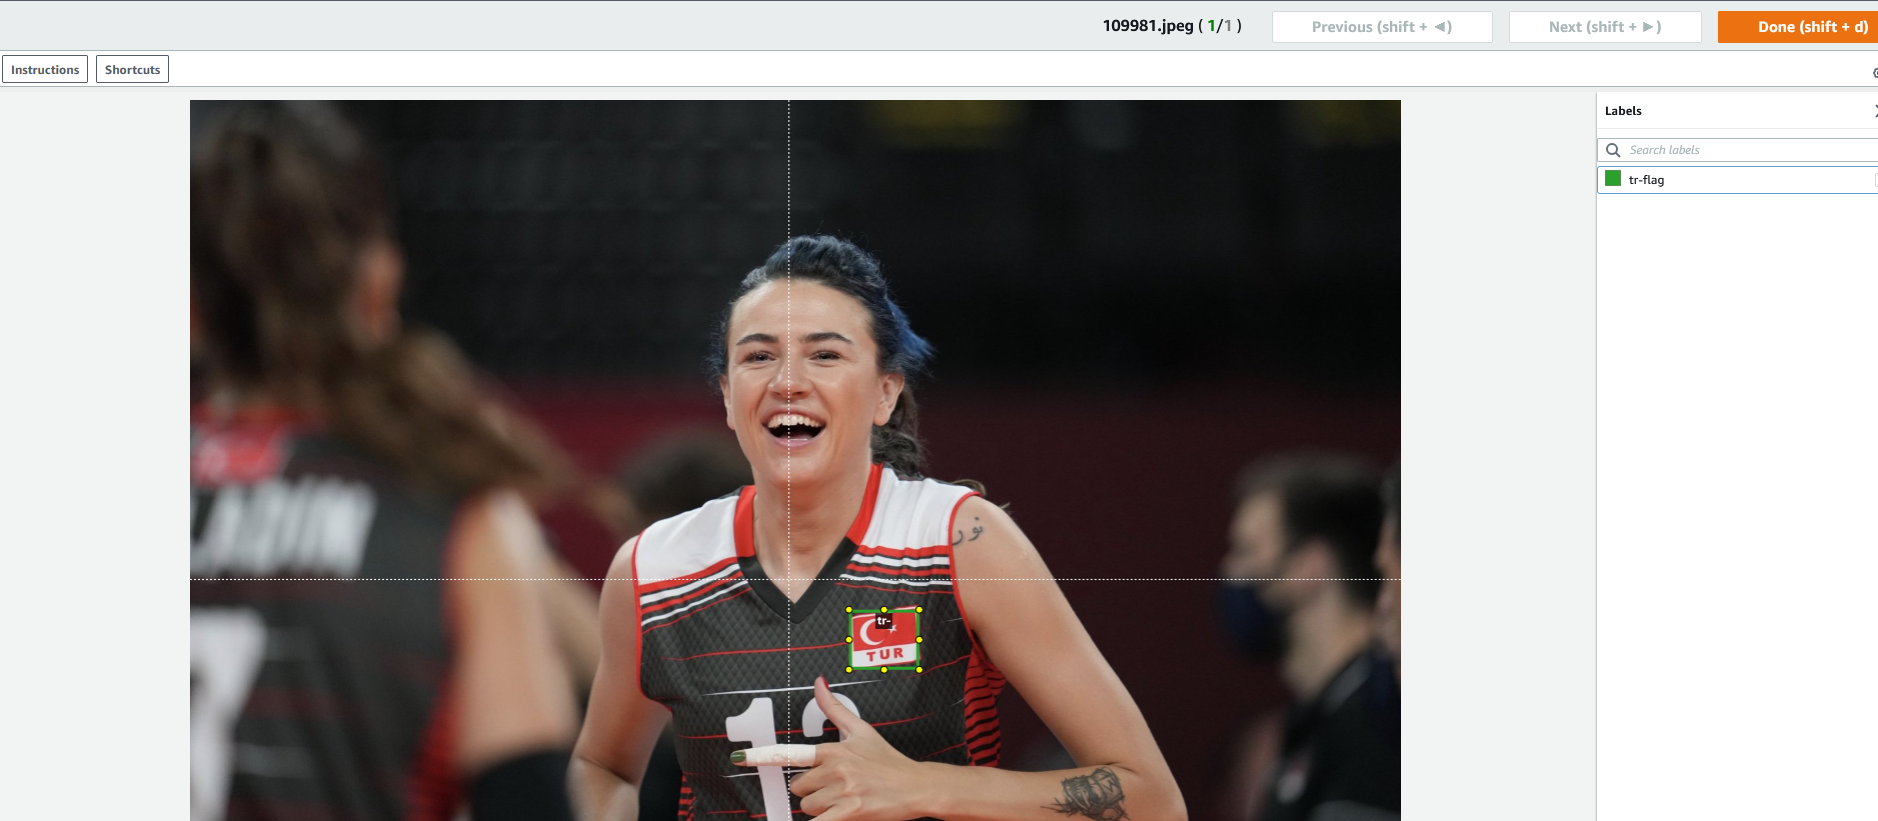 109981.jpeg ( 1/1 )
Previous (shift + ◄)
Next (shift + ►)
Done (shift + d)
Instructions
Shortcuts
Labels
Search labels
tr-flag
نور
tr-
TUR